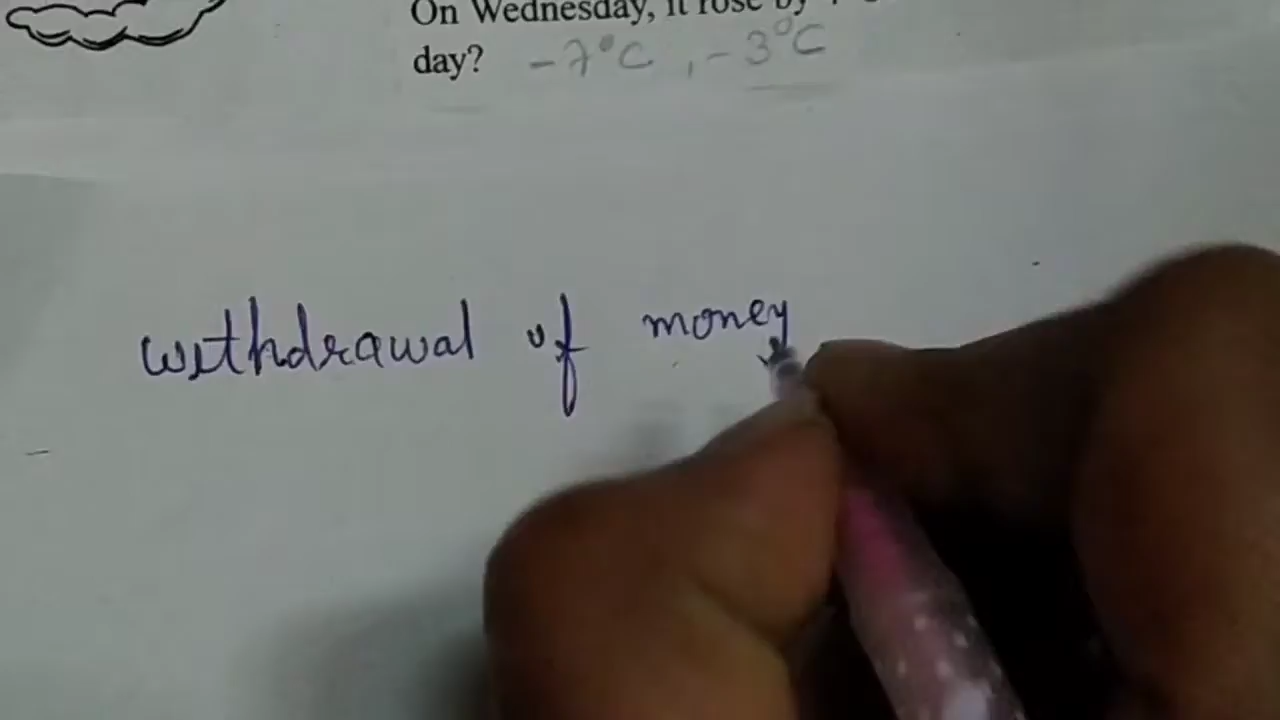 On Wednesday, it rose by
day? -7°C, -3°C
withdrawal of money